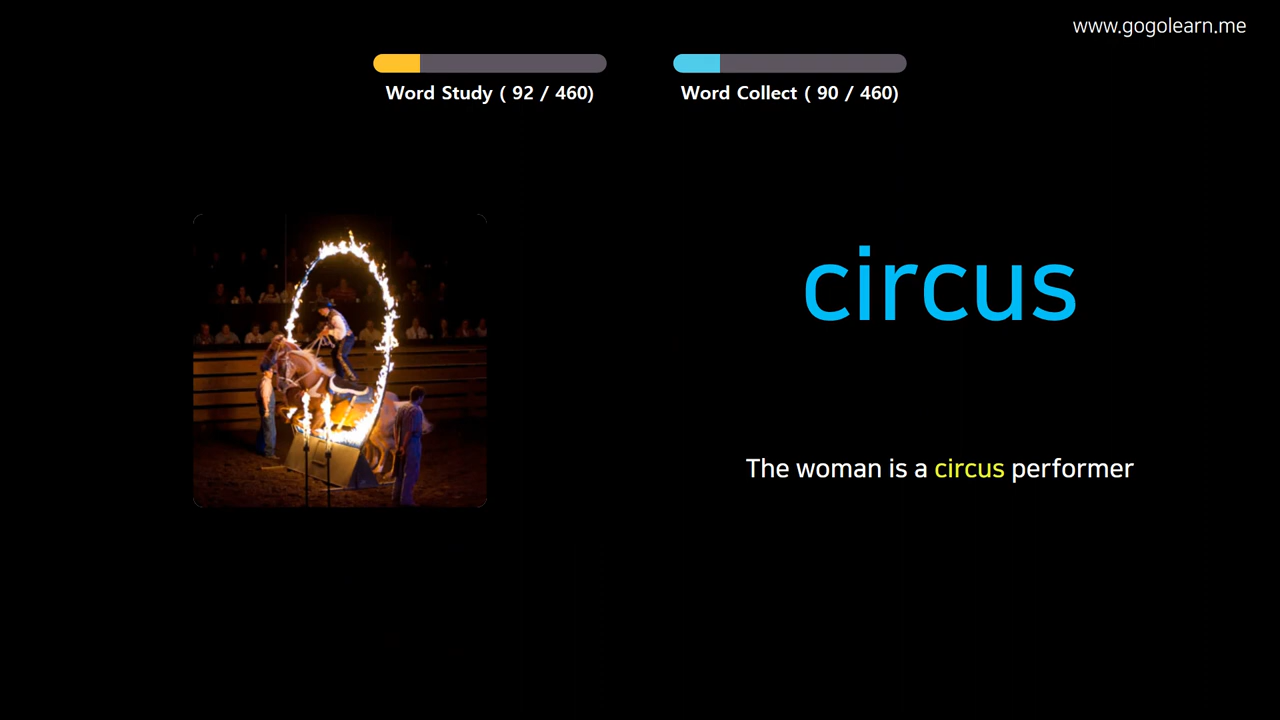 www.gogolearn.me
Word Study ( 92 / 460)
Word Collect ( 90 / 460)
circus
The woman is a circus performer